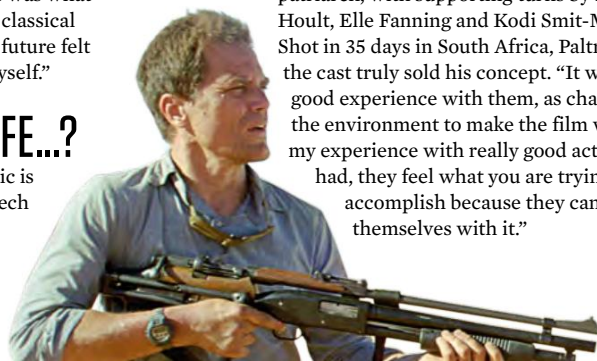 classical
future felt
yself.”
FE...?
ic is
ech
Hoult, Elle Fanning and Kodi Smit-M
Shot in 35 days in South Africa, Paltr
the cast truly sold his concept. “It w
good experience with them, as cha
the environment to make the film v
my experience with really good act
had, they feel what you are tryin
accomplish because they can
themselves with it.”